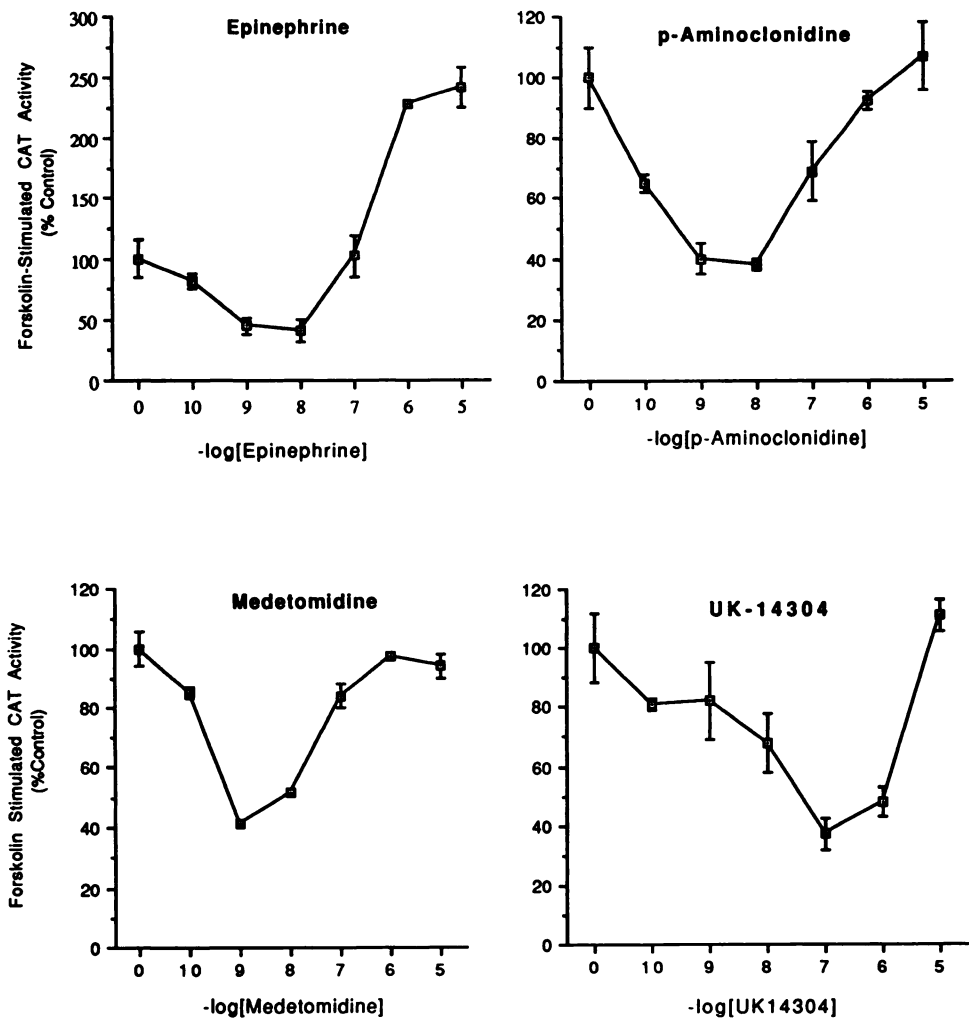 Epinephrine
Forskolin-Stimulated CAT Activity
(% Control)
300
250
200
150
100
50
0
0 10 9 8 7 6 5
-log[Epinephrine]
p-Aminoclonidine
120
100
80
60
40
20
0
0 10 9 8 7 6 5
-log[p-Aminoclonidine]
Medetomidine
Forskolin Stimulated CAT Activity
(%Control)
120
100
80
60
40
20
0
0 10 9 8 7 6 5
-log[Medetomidine]
UK-14304
120
100
80
60
40
20
0
0 10 9 8 7 6 5
-log[UK14304]